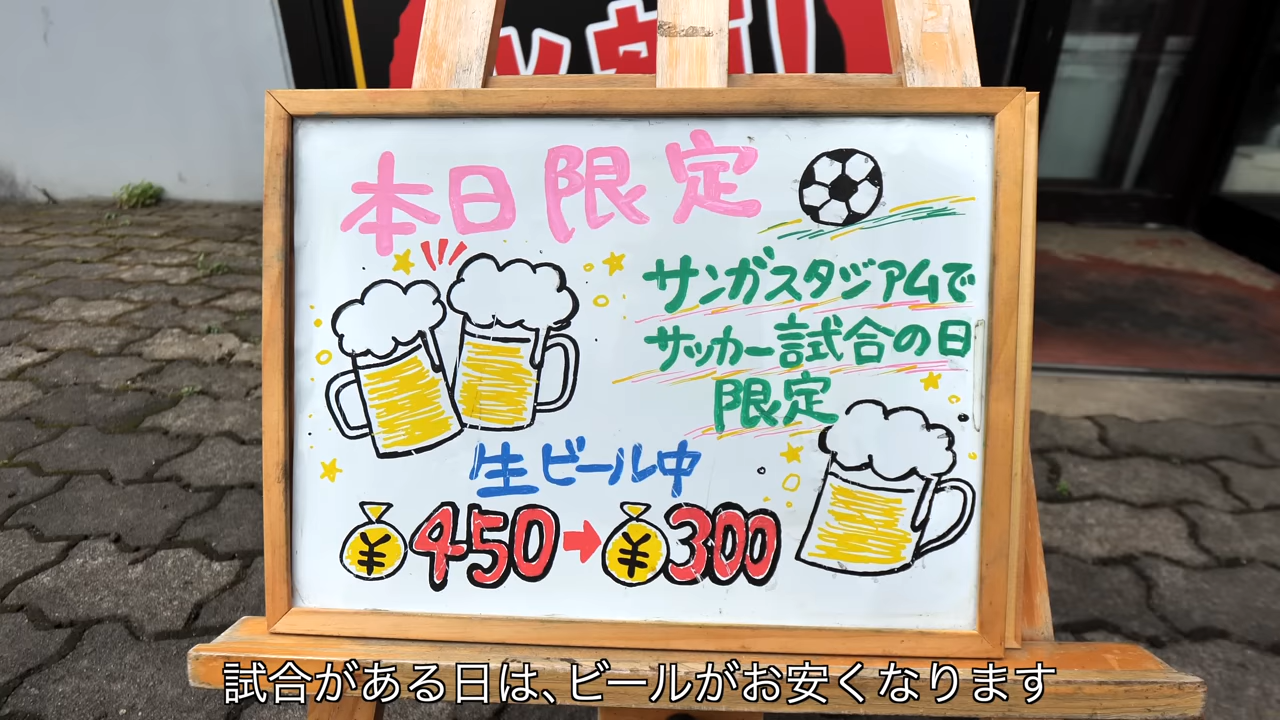 本日限定
サンガスタジアムで
サッカー試合の日
限定
生ビール中
¥450→¥300
試合がある日は、ビールがお安くなります